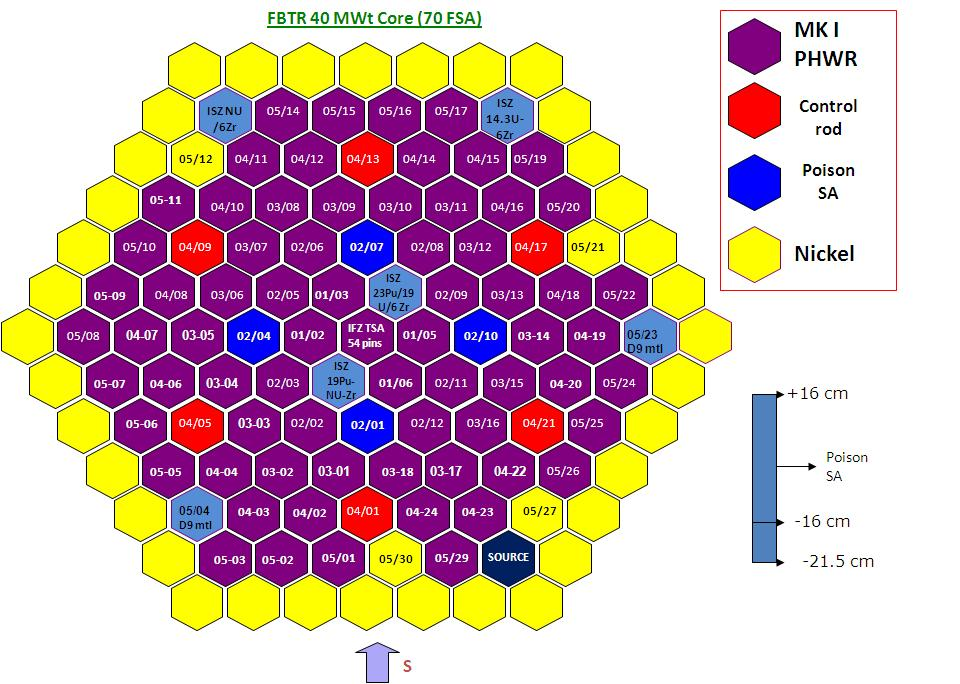 FBTR 40 MWt Core (70 FSA)
MK I
PHWR
Control
rod
Poison
SA
Nickel
ISZ NU
/6Zr
05/14
05/15
05/16
05/17
ISZ
14.3U-
6Zr
05/12
04/11
04/12
04/13
04/14
04/15
05/19
05-11
04/10
03/08
03/09
03/10
03/11
04/16
05/20
05/10
04/09
03/07
02/06
02/07
02/08
03/12
04/17
05/21
05-09
04/08
03/06
02/05
01/03
ISZ
23Pu/19
U/6 Zr
02/09
03/13
04/18
05/22
05/08
04-07
03-05
02/04
01/02
IFZ TSA
54 pins
01/05
02/10
03-14
04-19
05/23
D9 mtl
05-07
04-06
03-04
02/03
ISZ
19Pu-
NU-Zr
01/06
02/11
03/15
04-20
05/24
05-06
04/05
03-03
02/02
02/01
02/12
03/16
04/21
05/25
05-05
04-04
03-02
03-01
03-18
03-17
04-22
05/26
05/04
D9 mtl
04-03
04/02
04/01
04-24
04-23
05/27
05-03
05-02
05/01
05/30
05/29
SOURCE
S
+16 cm
Poison
SA
-16 cm
-21.5 cm